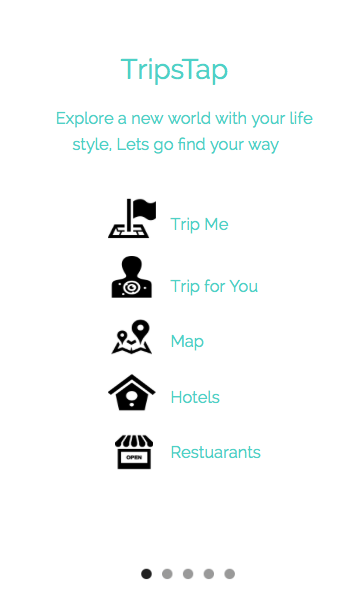 TripsTap
Explore a new world with your life
style, Lets go find your way
Trip Me
Trip for You
Map
Hotels
OPEN
Restuarants